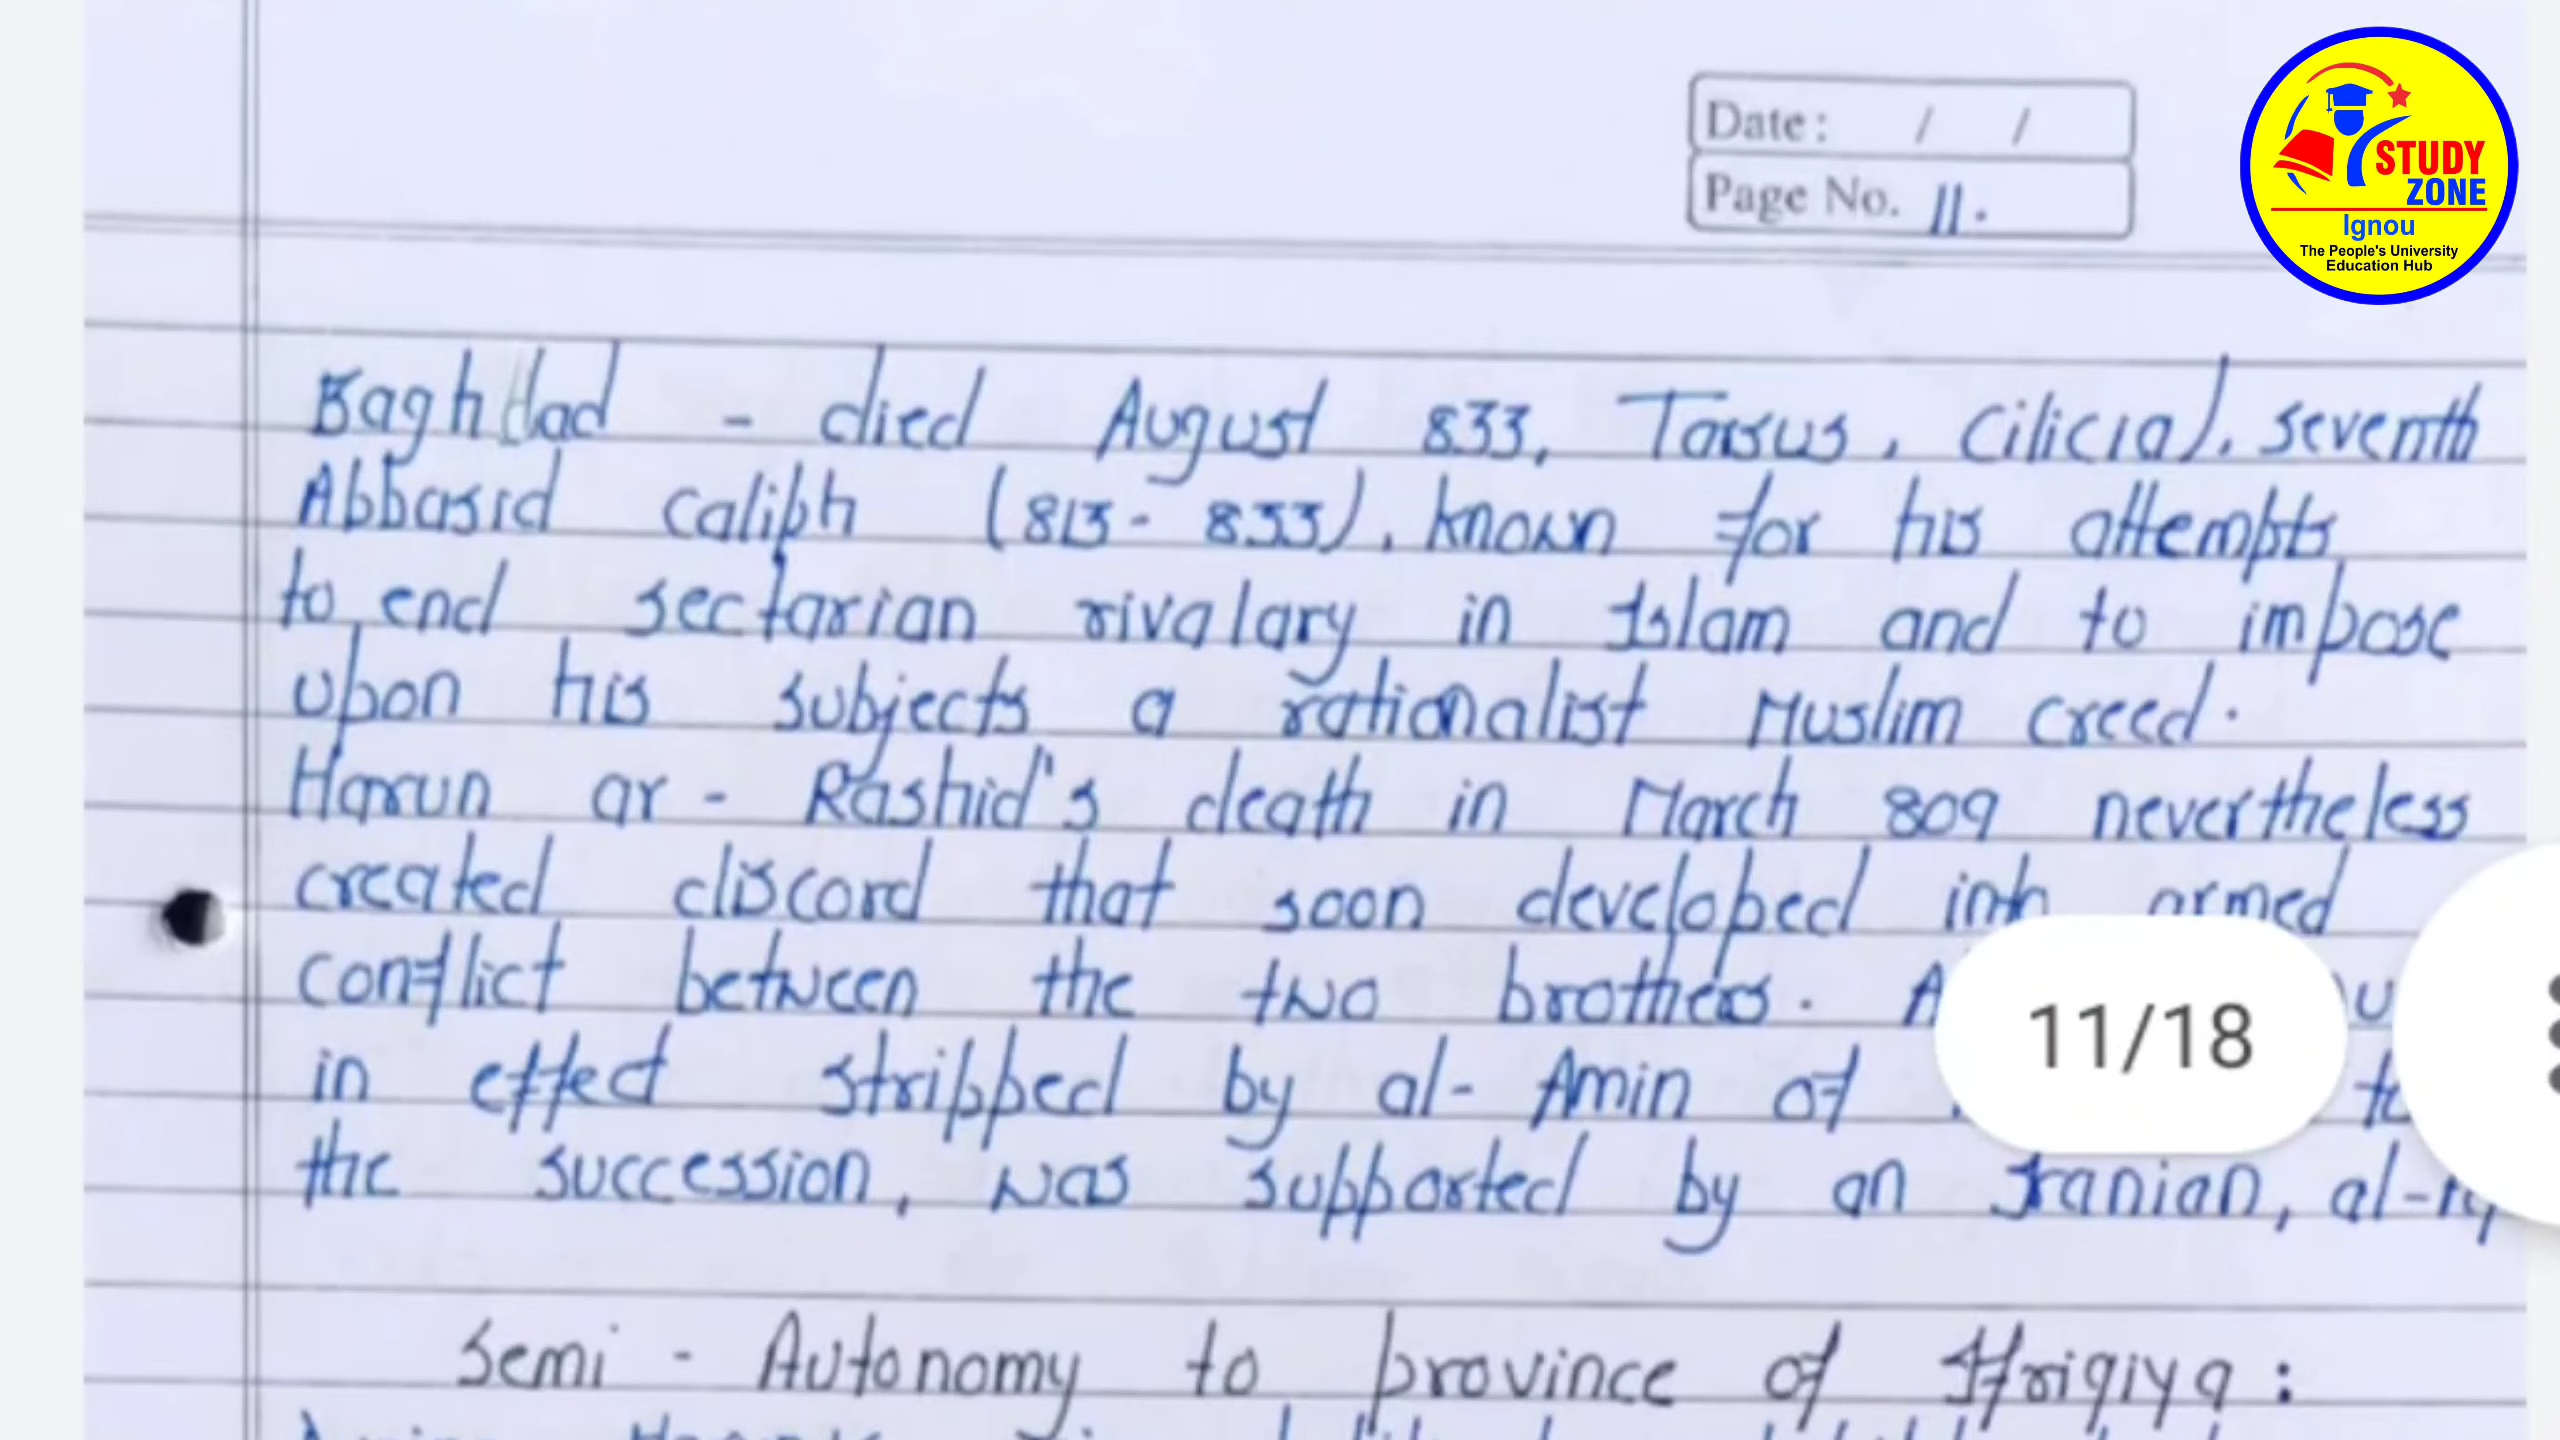 Date: / /
Page No. 11.
STUDY
ZONE
Ignou
The People's University
Education Hub
Baghdad - died August 833, Tarsus, Cilicia), seventh
Abbasid caliph (813 - 833), known for his attempts
to end sectarian rivalary in Islam and to impose
upon his subjects a rationalist Muslim creed.
Harun ar - Rashid's death in March 809 nevertheless
created discord that soon developed into armed
conflict between the two brothers.
in effect stripped by al- Amin of
the succession, was supported by an Iranian,
11/18
Semi - Autonomy to province of Ifriqiya :